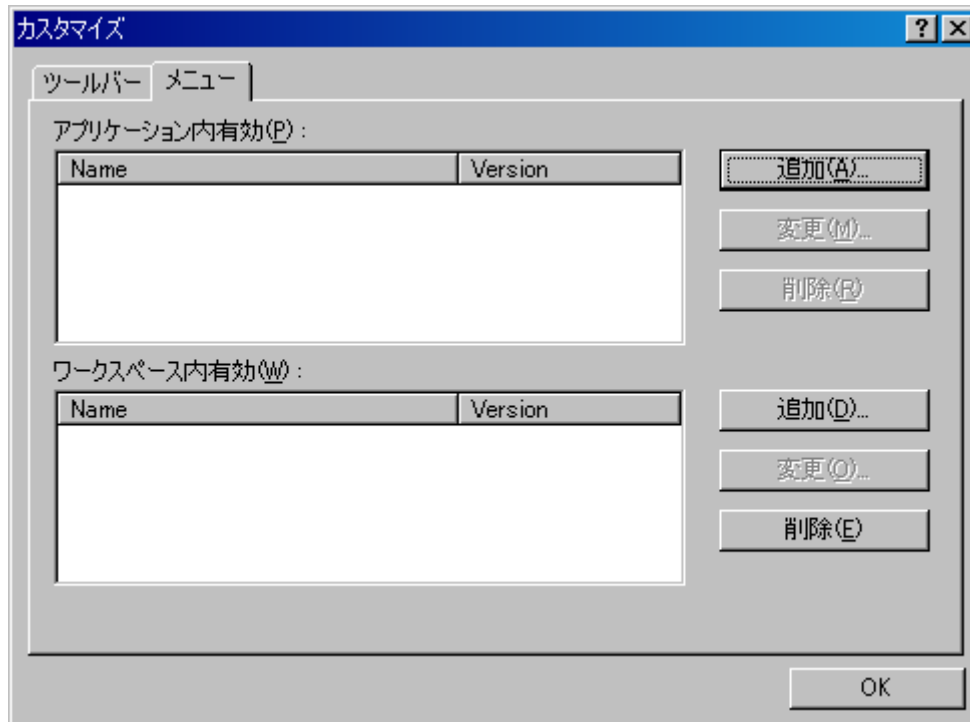 カスタマイズ
ツールバー メニュー
アプリケーション内有効(P) :
Name Version
追加(A)...
変更(M)...
削除(R)
ワークスペース内有効(W) :
Name Version
追加(D)...
変更(O)...
削除(E)
OK